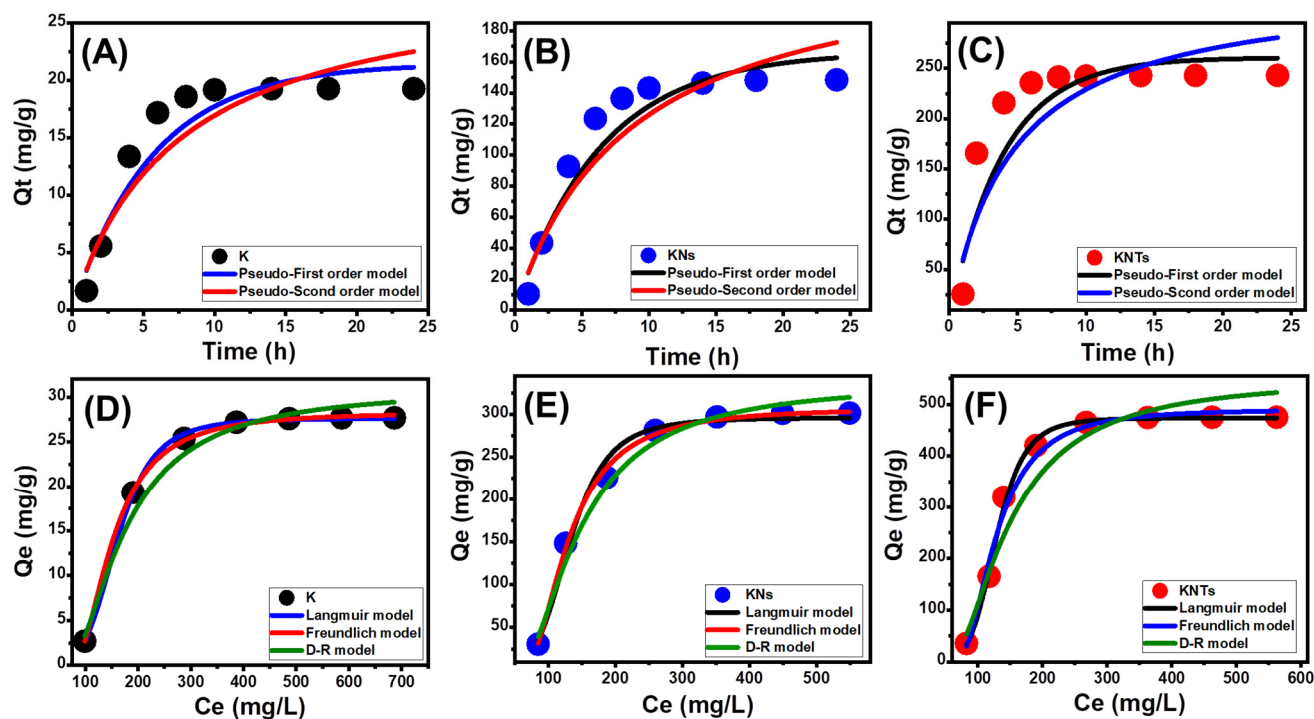 (A)
Qt (mg/g)
25
20
15
10
5
0
K
Pseudo-First order model
Pseudo-Scond order model
0 5 10 15 20 25
Time (h)
(B)
Qt (mg/g)
180
160
140
120
100
80
60
40
20
0
KNs
Pseudo-First order model
Pseudo-Second order model
0 5 10 15 20 25
Time (h)
(C)
Qt (mg/g)
300
250
200
150
100
50
KNTs
Pseudo-First order model
Pseudo-Scond order model
0 5 10 15 20 25
Time (h)
(D)
Qe (mg/g)
30
25
20
15
10
5
0
K
Langmuir model
Freundlich model
D-R model
100 200 300 400 500 600 700
Ce (mg/L)
(E)
Qe (mg/g)
300
250
200
150
100
50
KNs
Langmuir model
Freundlich model
D-R model
100 200 300 400 500
Ce (mg/L)
(F)
Qe (mg/g)
500
400
300
200
100
0
KNTs
Langmuir model
Freundlich model
D-R model
100 200 300 400 500 600
Ce (mg/L)